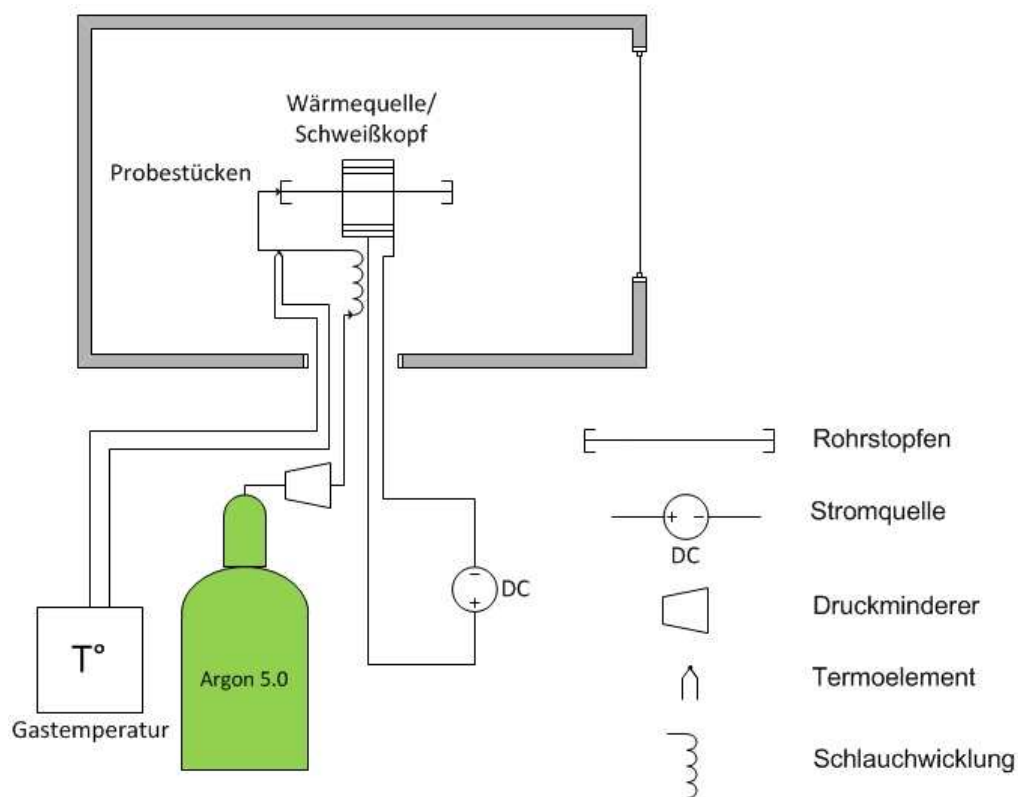 Wärmequelle/
Schweißkopf
Probestücken
T°
Gastemperatur
Argon 5.0
−
+
DC
Rohrstopfen
+ −
DC
Stromquelle
Druckminderer
Termoelement
Schlauchwicklung